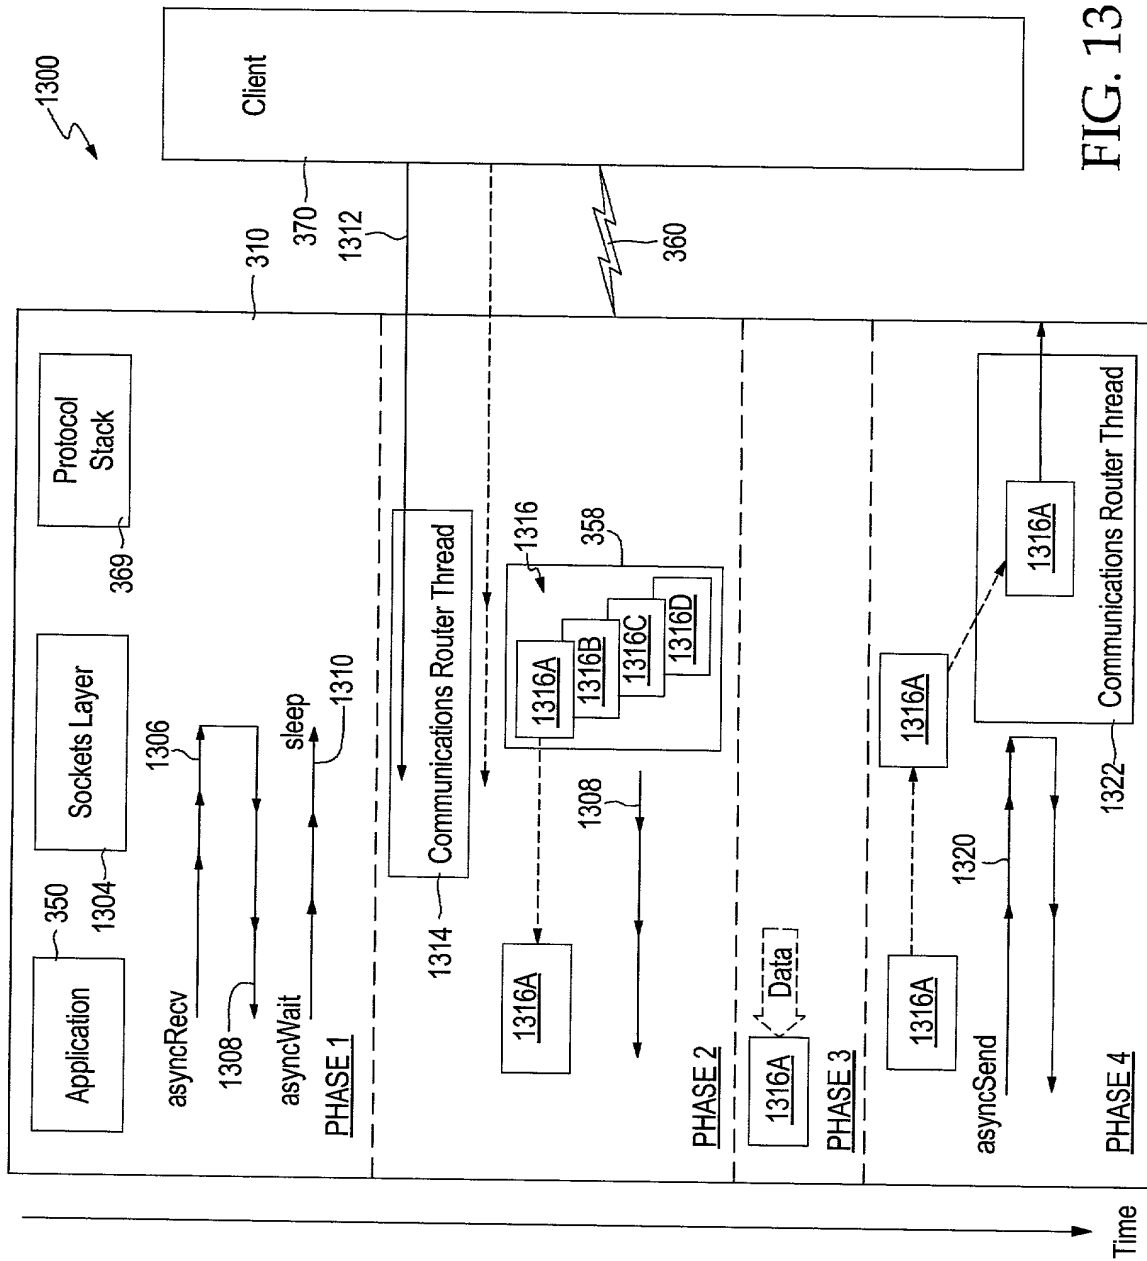 1300
310
350
Application
1304
Sockets Layer
369
Protocol
Stack
Client
370
1312
asyncRecv
1306
1308
asyncWait
sleep
1310
PHASE 1
1314
Communications Router Thread
360
1316
358
1316A
1316A
1316B
1316C
1316D
1308
PHASE 2
1316A
Data
PHASE 3
1316A
1316A
1316A
asyncSend
1320
1322
Communications Router Thread
PHASE 4
Time
FIG. 13